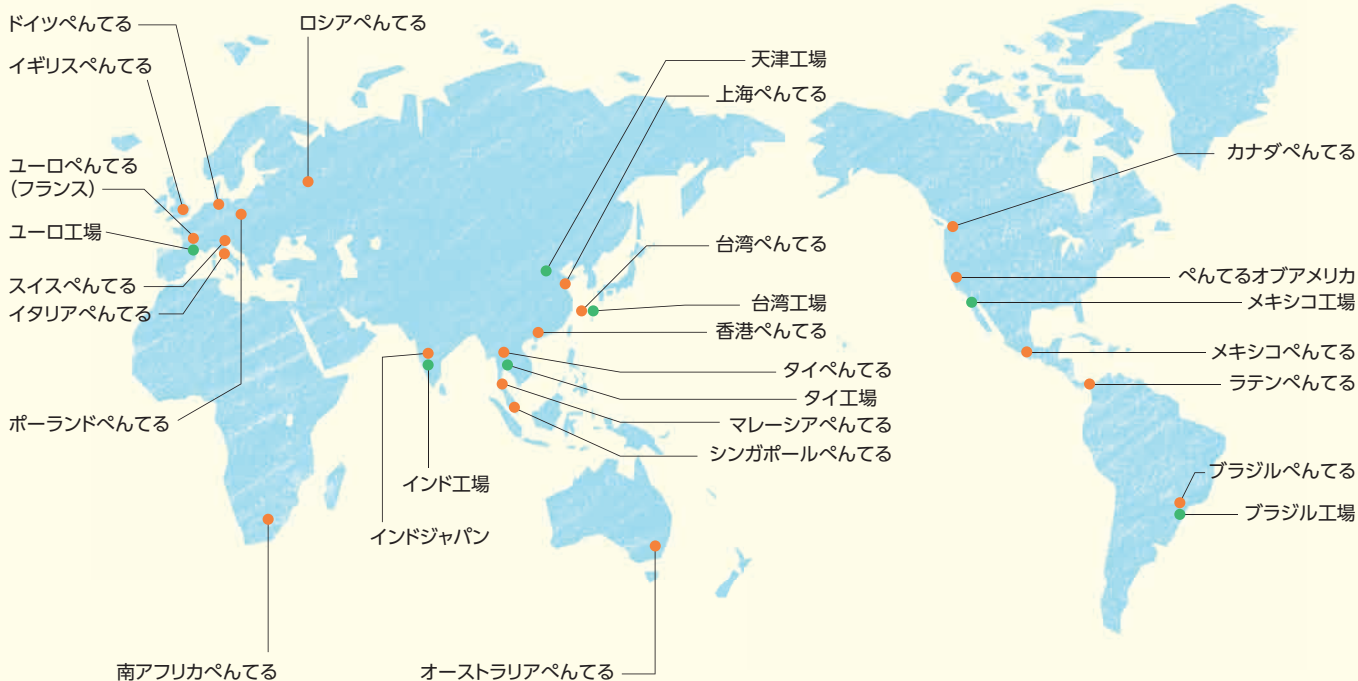 ドイツぺんてる
ロシアぺんてる
イギリスぺんてる
天津工場
上海ぺんてる
ユーロぺんてる
(フランス)
カナダぺんてる
ユーロ工場
台湾ぺんてる
スイスぺんてる
ぺんてるオブアメリカ
イタリアぺんてる
台湾工場
メキシコ工場
香港ぺんてる
メキシコぺんてる
タイぺんてる
ラテンぺんてる
タイ工場
ポーランドぺんてる
マレーシアぺんてる
シンガポールぺんてる
ブラジルぺんてる
インド工場
ブラジル工場
インドジャパン
南アフリカぺんてる
オーストラリアぺんてる